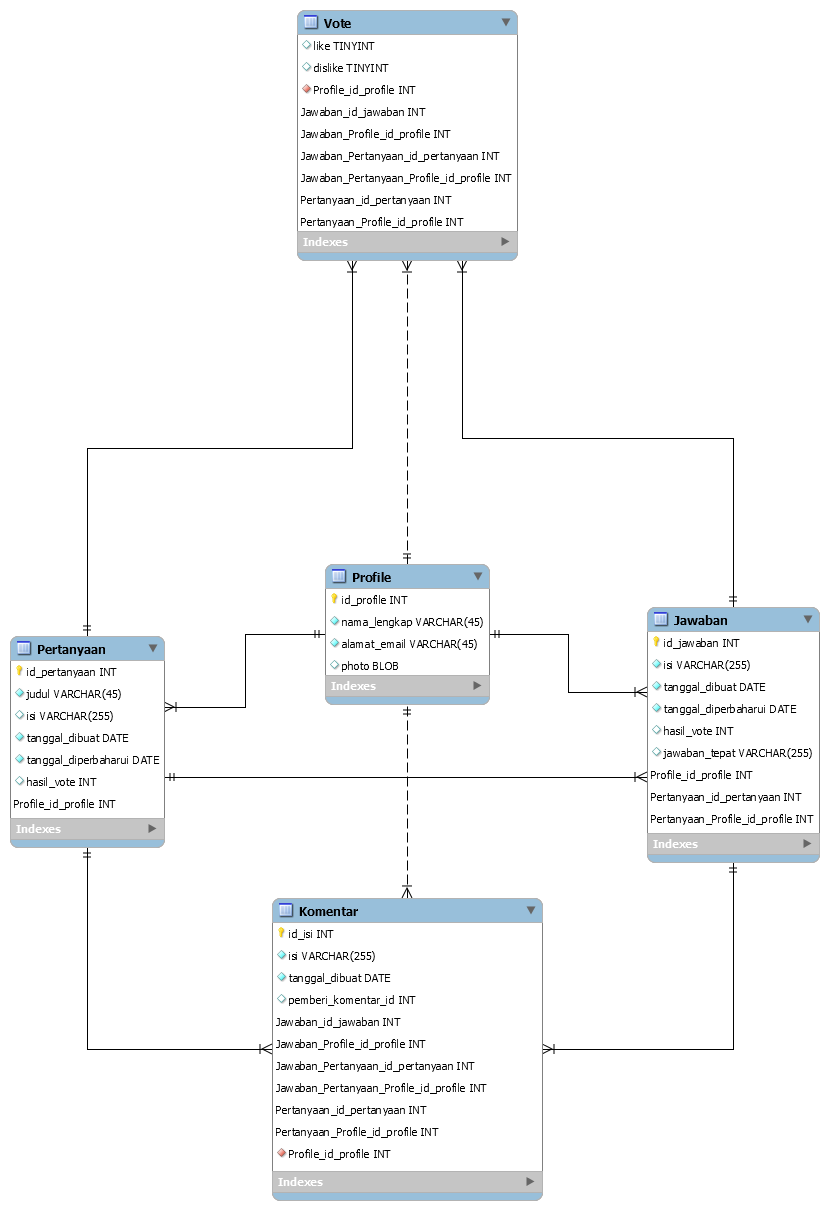 Vote
like TINYINT
dislike TINYINT
Profile_id_profile INT
Jawaban_id_jawaban INT
Jawaban_Profile_id_profile INT
Jawaban_Pertanyaan_id_pertanyaan INT
Jawaban_Pertanyaan_Profile_id_profile INT
Pertanyaan_id_pertanyaan INT
Pertanyaan_Profile_id_profile INT
Indexes
Profile
id_profile INT
nama_lengkap VARCHAR(45)
alamat_email VARCHAR(45)
photo BLOB
Indexes
Pertanyaan
id_pertanyaan INT
judul VARCHAR(45)
isi VARCHAR(255)
tanggal_dibuat DATE
tanggal_diperbaharui DATE
hasil_vote INT
Profile_id_profile INT
Indexes
Jawaban
id_jawaban INT
isi VARCHAR(255)
tanggal_dibuat DATE
tanggal_diperbaharui DATE
hasil_vote INT
jawaban_tepat VARCHAR(255)
Profile_id_profile INT
Pertanyaan_id_pertanyaan INT
Pertanyaan_Profile_id_profile INT
Indexes
Komentar
id_isi INT
isi VARCHAR(255)
tanggal_dibuat DATE
pemberi_komentar_id INT
Jawaban_id_jawaban INT
Jawaban_Profile_id_profile INT
Jawaban_Pertanyaan_id_pertanyaan INT
Jawaban_Pertanyaan_Profile_id_profile INT
Pertanyaan_id_pertanyaan INT
Pertanyaan_Profile_id_profile INT
Profile_id_profile INT
Indexes